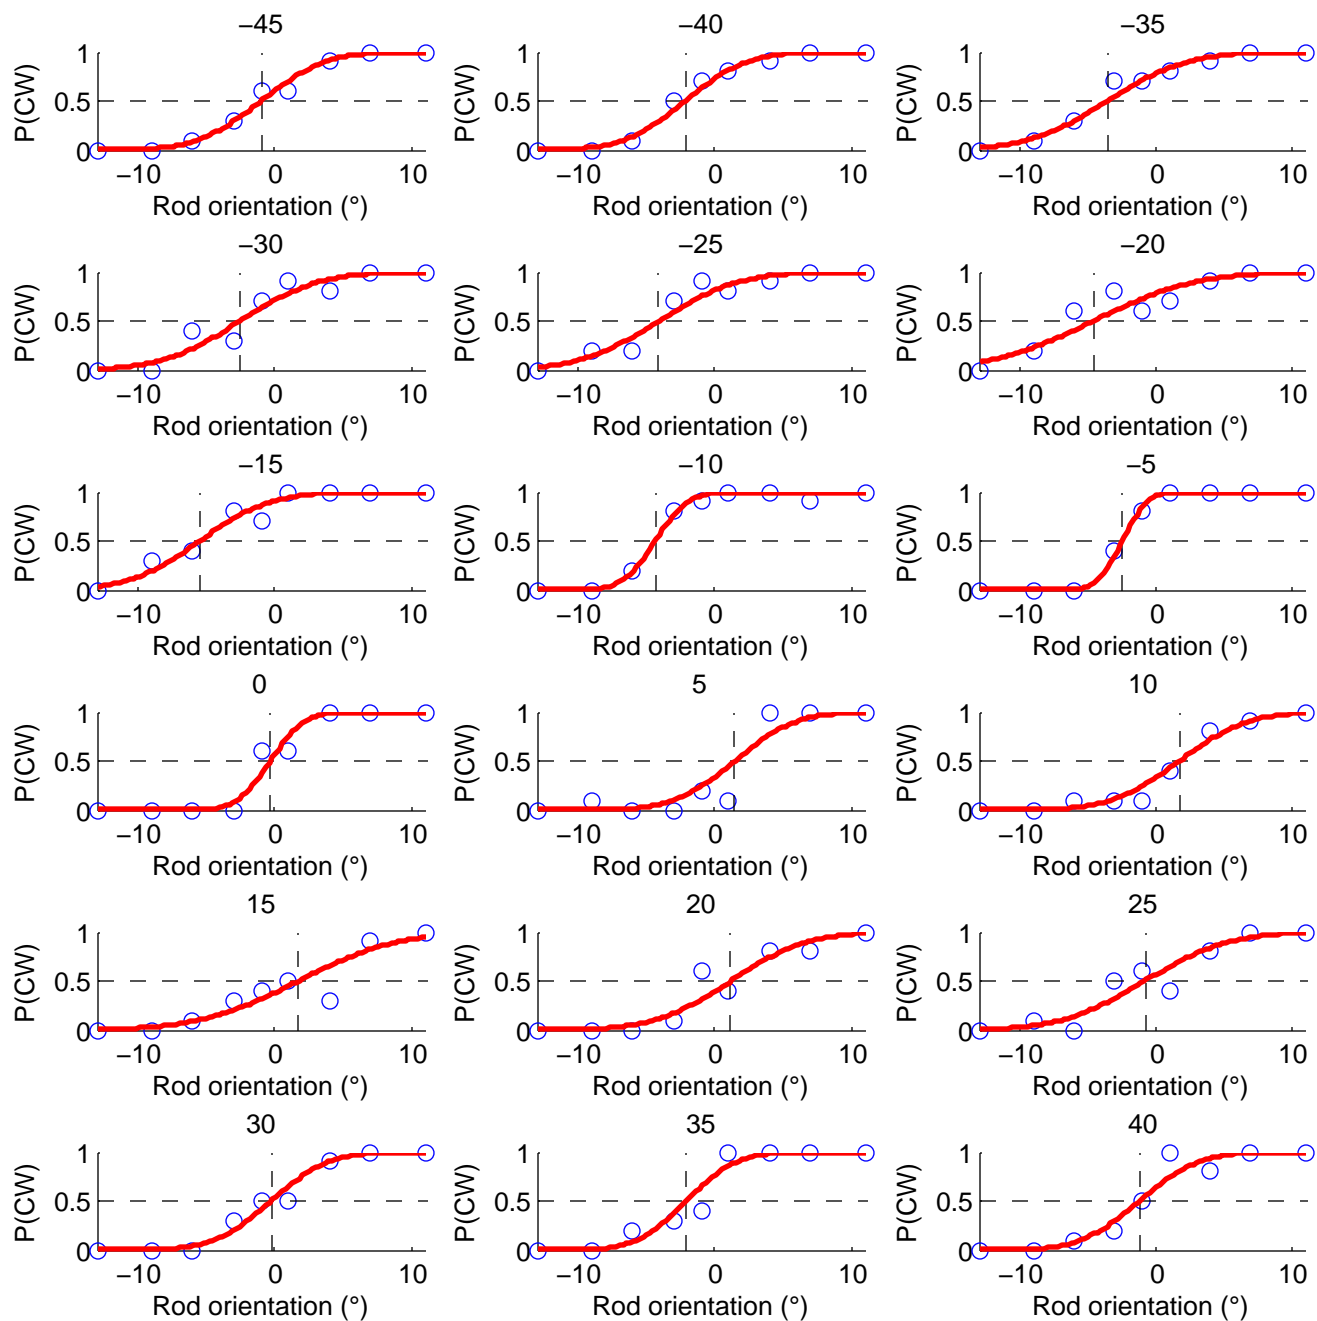 −45 −40 −35
1 1 1
P(CW) 0.5 P(CW) 0.5 P(CW) 0.5
0 0 0
−10 0 10 −10 0 10 −10 0 10
Rod orientation (°) Rod orientation (°) Rod orientation (°)
−30 −25 −20
1 1 1
P(CW) 0.5 P(CW) 0.5 P(CW) 0.5
0 0 0
−10 0 10 −10 0 10 −10 0 10
Rod orientation (°) Rod orientation (°) Rod orientation (°)
−15 −10 −5
1 1 1
P(CW) 0.5 P(CW) 0.5 P(CW) 0.5
0 0 0
−10 0 10 −10 0 10 −10 0 10
Rod orientation (°) Rod orientation (°) Rod orientation (°)
0 5 10
1 1 1
P(CW) 0.5 P(CW) 0.5 P(CW) 0.5
0 0 0
−10 0 10 −10 0 10 −10 0 10
Rod orientation (°) Rod orientation (°) Rod orientation (°)
15 20 25
1 1 1
P(CW) 0.5 P(CW) 0.5 P(CW) 0.5
0 0 0
−10 0 10 −10 0 10 −10 0 10
Rod orientation (°) Rod orientation (°) Rod orientation (°)
30 35 40
1 1 1
P(CW) 0.5 P(CW) 0.5 P(CW) 0.5
0 0 0
−10 0 10 −10 0 10 −10 0 10
Rod orientation (°) Rod orientation (°) Rod orientation (°)